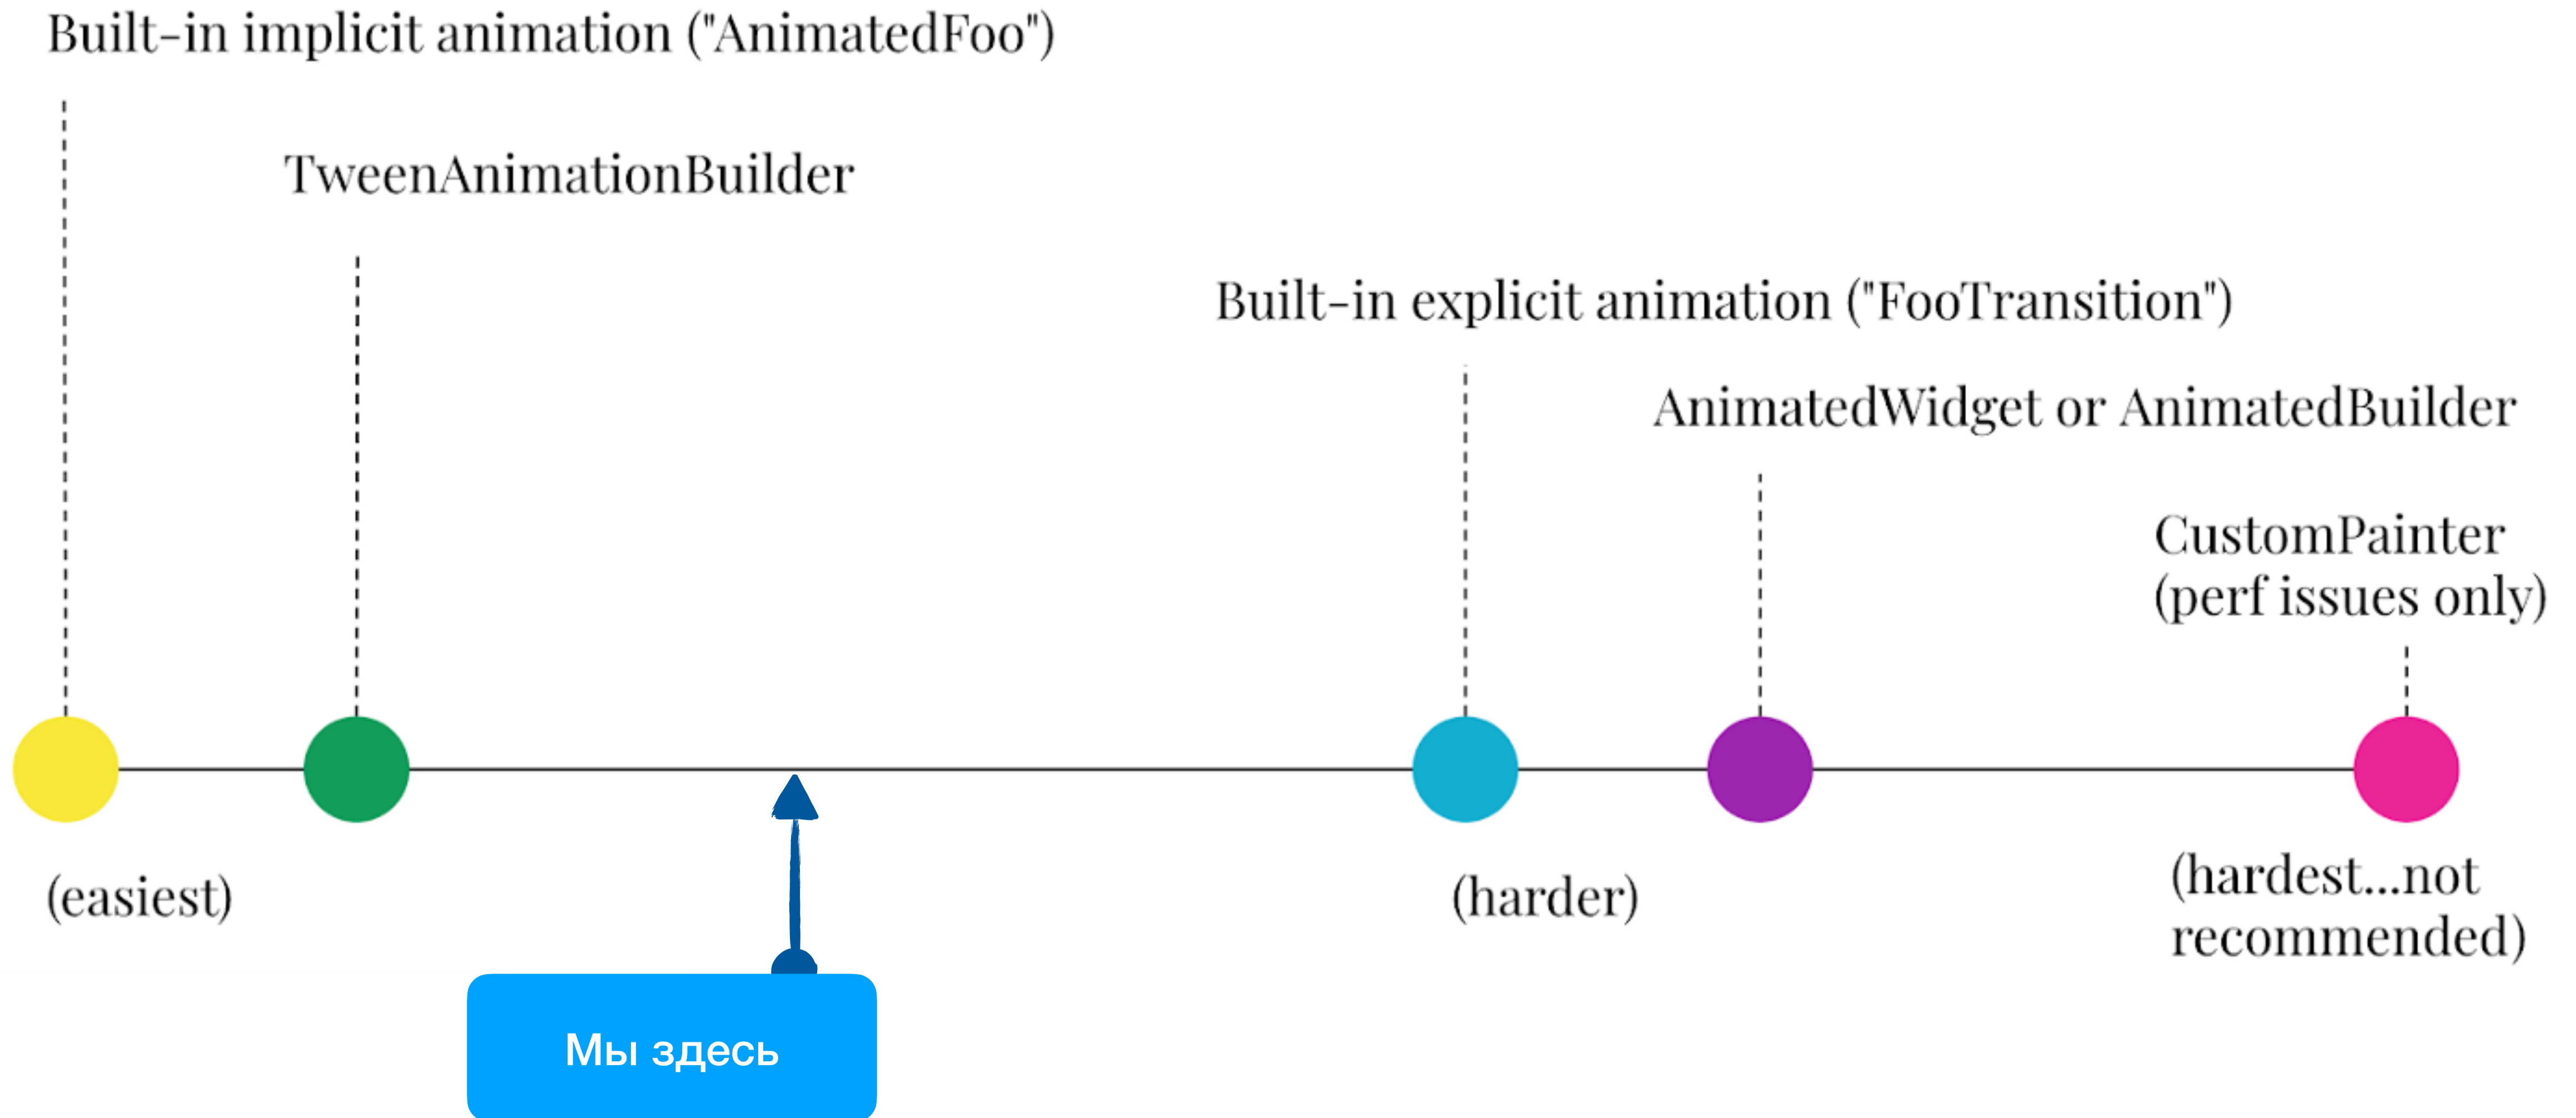 Built-in implicit animation ("AnimatedFoo")
TweenAnimationBuilder
Built-in explicit animation ("FooTransition")
AnimatedWidget or AnimatedBuilder
CustomPainter
(perf issues only)
(easiest)
(harder)
(hardest...not
recommended)
Мы здесь